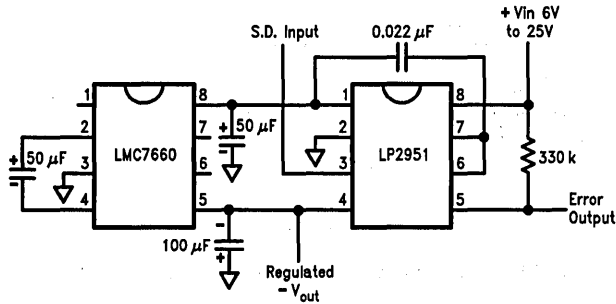 S.D. Input
0.022 μF
+ Vin 6V
to 25V
1
2
3
4
8
7
6
5
LMC7660
+
50 μF
-
+
50 μF
-
1
2
3
4
8
7
6
5
LP2951
330 k
Error
Output
-
100 μF
+
Regulated
- Vout